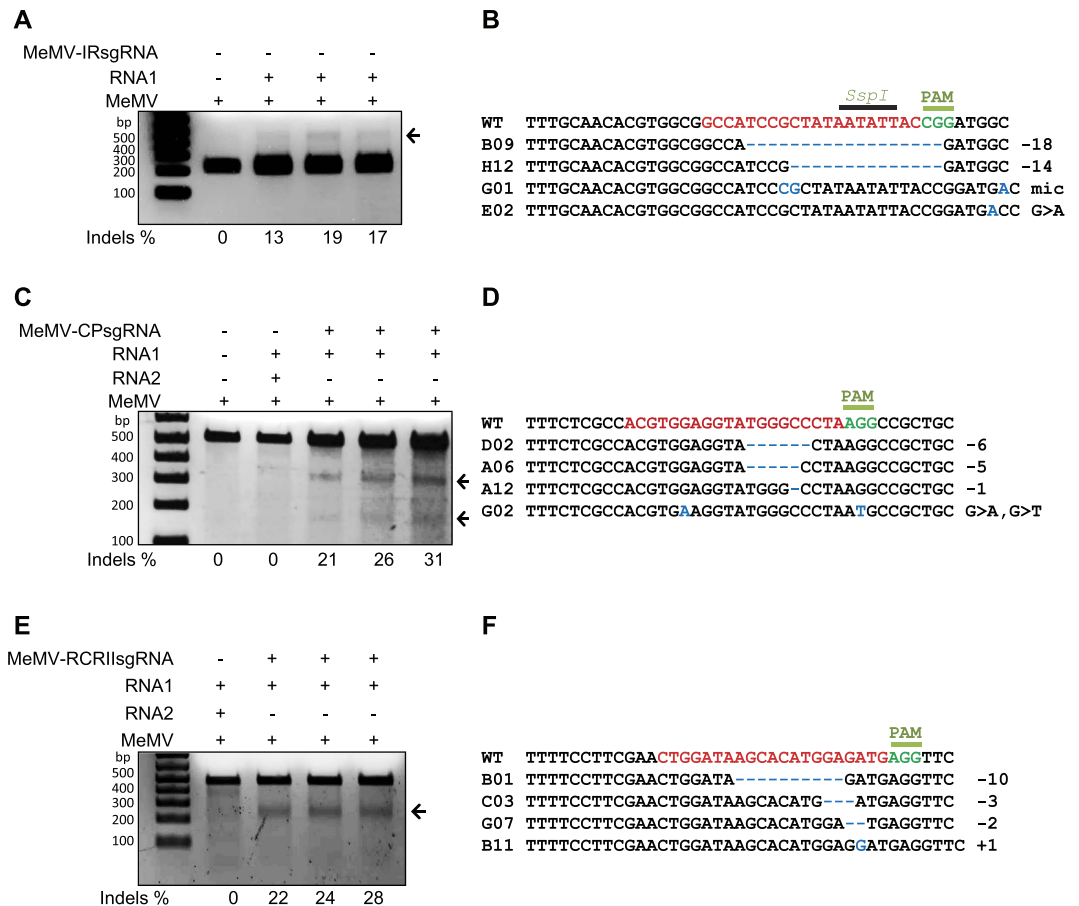 A
MeMV-IRsgRNA - - - -
RNA1 - + + +
MeMV + + + +
bp
500
400
300
200
100
Indels % 0 13 19 17
B
SspI PAM
WT TTTGCAACACGTGGCGGCCATCCGCTATAATATTACCGGATGGC
B09 TTTGCAACACGTGGCGGCCA------------------GATGGC -18
H12 TTTGCAACACGTGGCGGCCATCCG--------------GATGGC -14
G01 TTTGCAACACGTGGCGGCCATCCCGCTATAATATTACCGGATGAC mic
E02 TTTGCAACACGTGGCGGCCATCCGCTATAATATTACCGGATGACC G>A
C
MeMV-CPsgRNA - - + + +
RNA1 - + + + +
RNA2 - + - - -
MeMV + + + + +
bp
500
400
300
200
100
Indels % 0 0 21 26 31
D
PAM
WT TTTCTCGCCACGTGGAGGTATGGGCCCTAAGGCCGCTGC
D02 TTTCTCGCCACGTGGAGGTA------CTAAGGCCGCTGC -6
A06 TTTCTCGCCACGTGGAGGTA-----CCTAAGGCCGCTGC -5
A12 TTTCTCGCCACGTGGAGGTATGGG-CCTAAGGCCGCTGC -1
G02 TTTCTCGCCACGTGAAGGTATGGGCCCTAATGCCGCTGC G>A,G>T
E
MeMV-RCRIIsgRNA - + + +
RNA1 + + + +
RNA2 + - - -
MeMV + + + +
bp
500
400
300
200
100
Indels % 0 22 24 28
F
PAM
WT TTTTCCTTCGAACTGGATAAGCACATGGAGATGAGGTTC
B01 TTTTCCTTCGAACTGGATA----------GATGAGGTTC -10
C03 TTTTCCTTCGAACTGGATAAGCACATG---ATGAGGTTC -3
G07 TTTTCCTTCGAACTGGATAAGCACATGGA--TGAGGTTC -2
B11 TTTTCCTTCGAACTGGATAAGCACATGGAGGATGAGGTTC +1